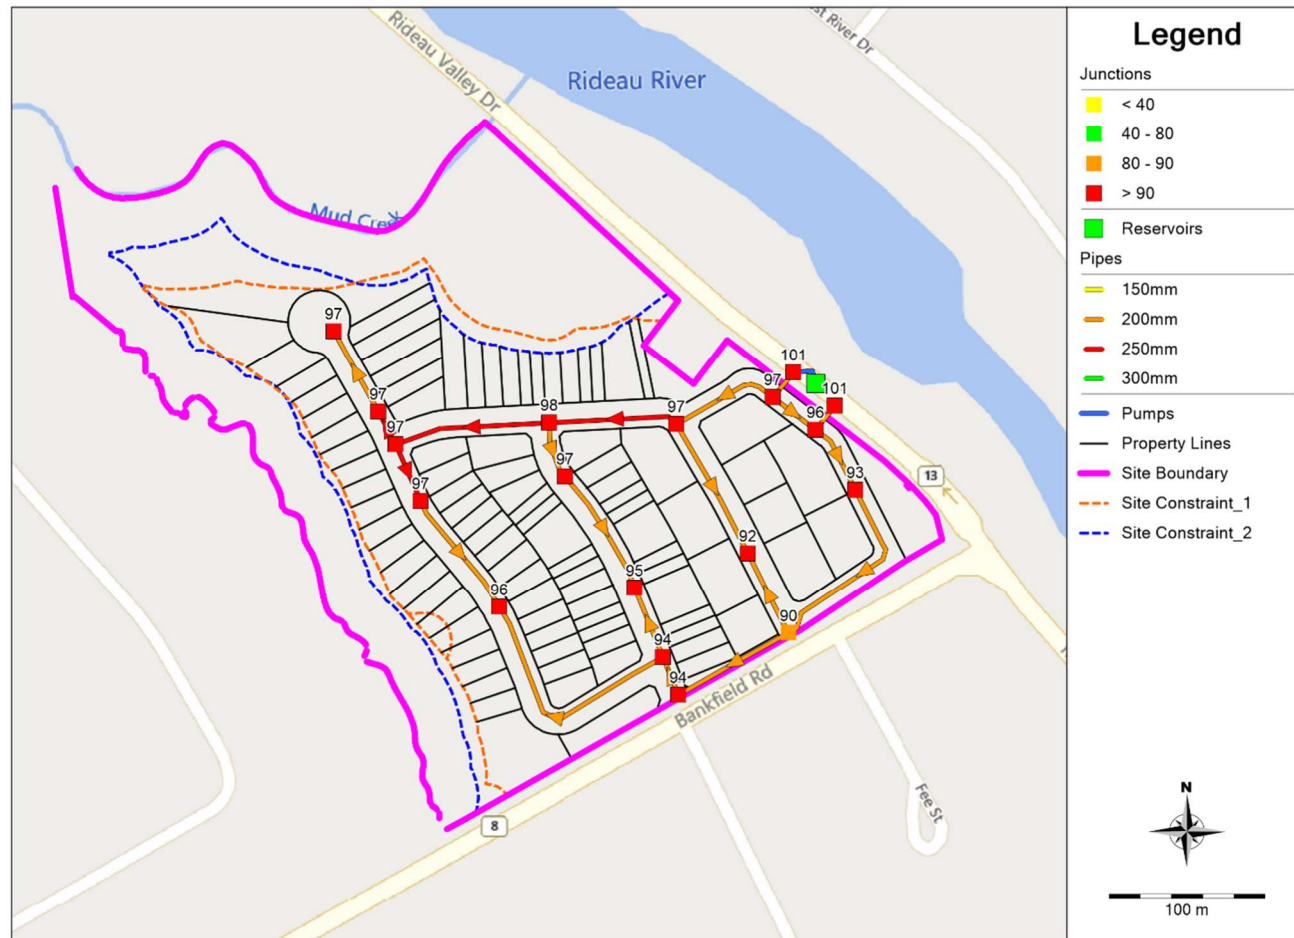 Rideau Valley Dr
st River Dr
Rideau River
Mud Creek
97
101
97
101
97
98
97
96
97
97
97
93
92
96
95
90
94
94
13
Bankfield Rd
8
Fee St
Legend
Junctions
< 40
40 - 80
80 - 90
> 90
Reservoirs
Pipes
150mm
200mm
250mm
300mm
Pumps
Property Lines
Site Boundary
Site Constraint_1
Site Constraint_2
N
100 m